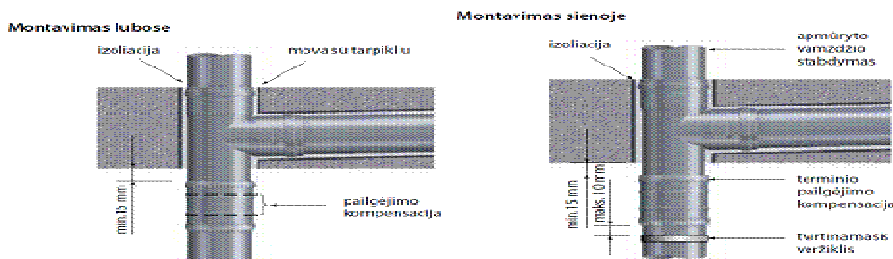 Montavimas lubose
izoliacija
mova su tarpikliu
min.15 mm
pailgėjimo
kompensacija
Montavimas sienoje
izoliacija
apmūryto
vamzdžio
stabdymas
min.15 mm
maks.10 mm
terminio
pailgėjimo
kompensacija
tvirtinamasis
veržiklis